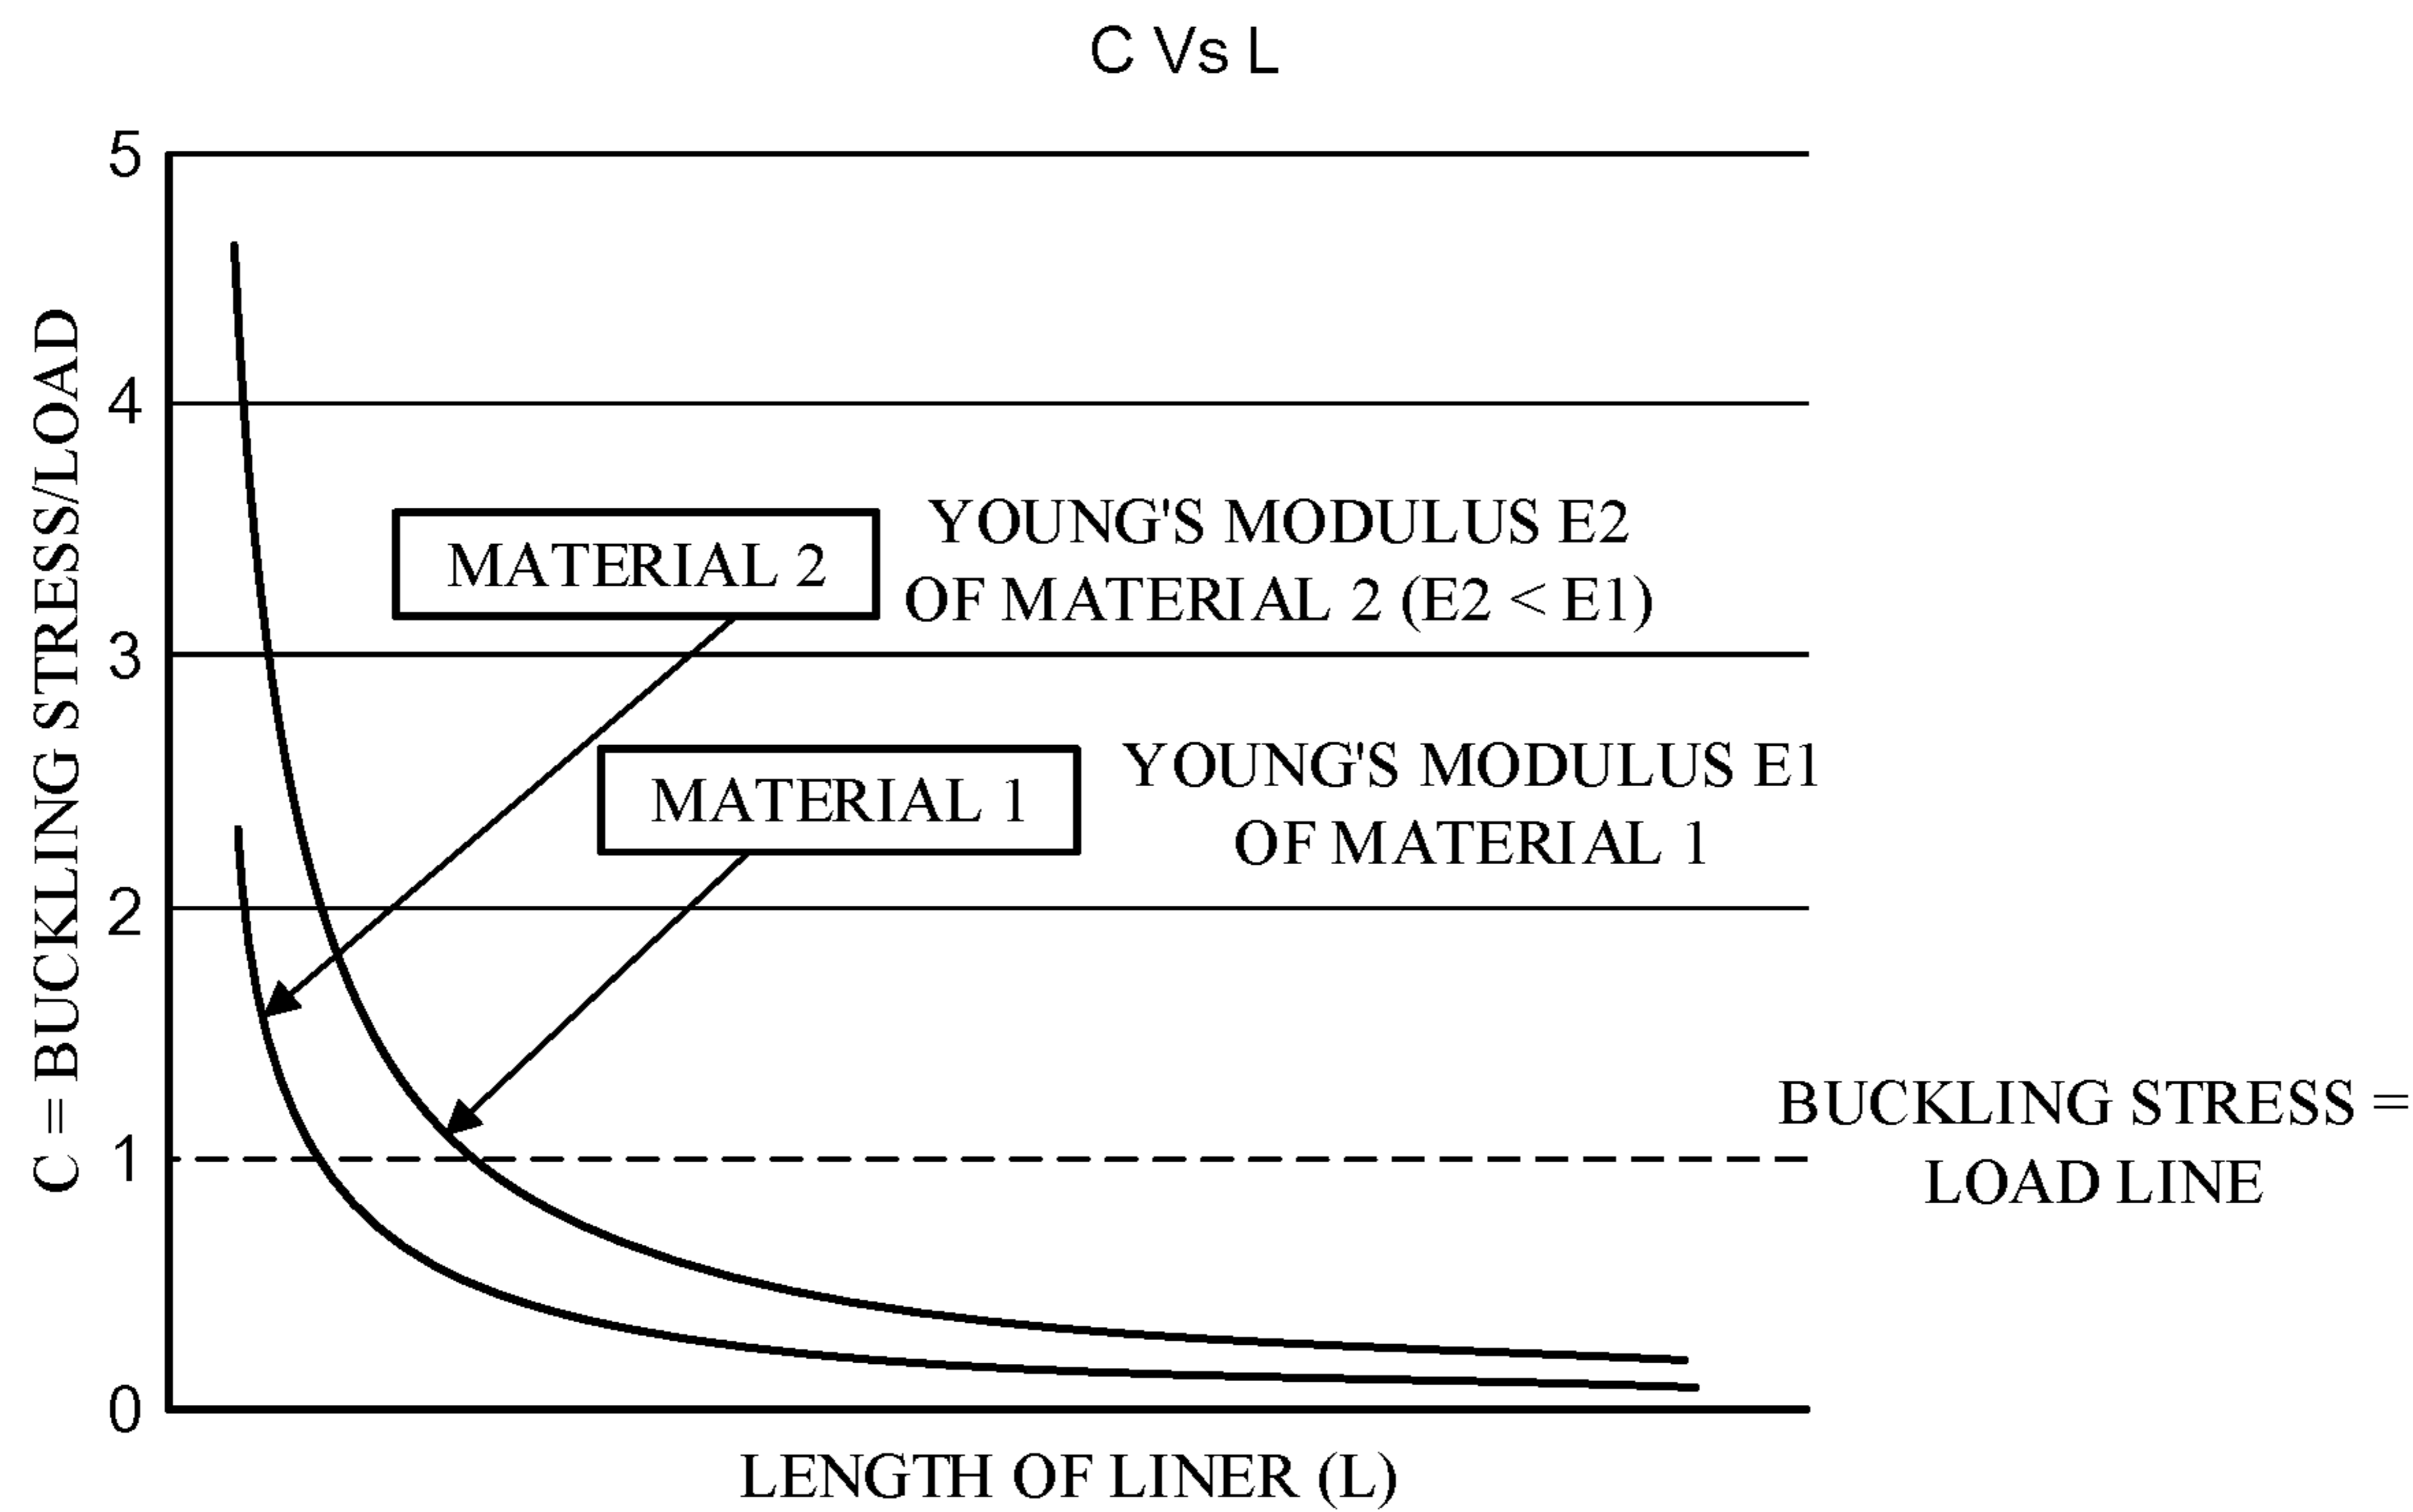 C Vs L
5
4
3
2
1
0
C = BUCKLING STRESS/LOAD
MATERIAL 2
YOUNG'S MODULUS E2
OF MATERIAL 2 (E2 < E1)
MATERIAL 1
YOUNG'S MODULUS E1
OF MATERIAL 1
BUCKLING STRESS =
LOAD LINE
LENGTH OF LINER (L)